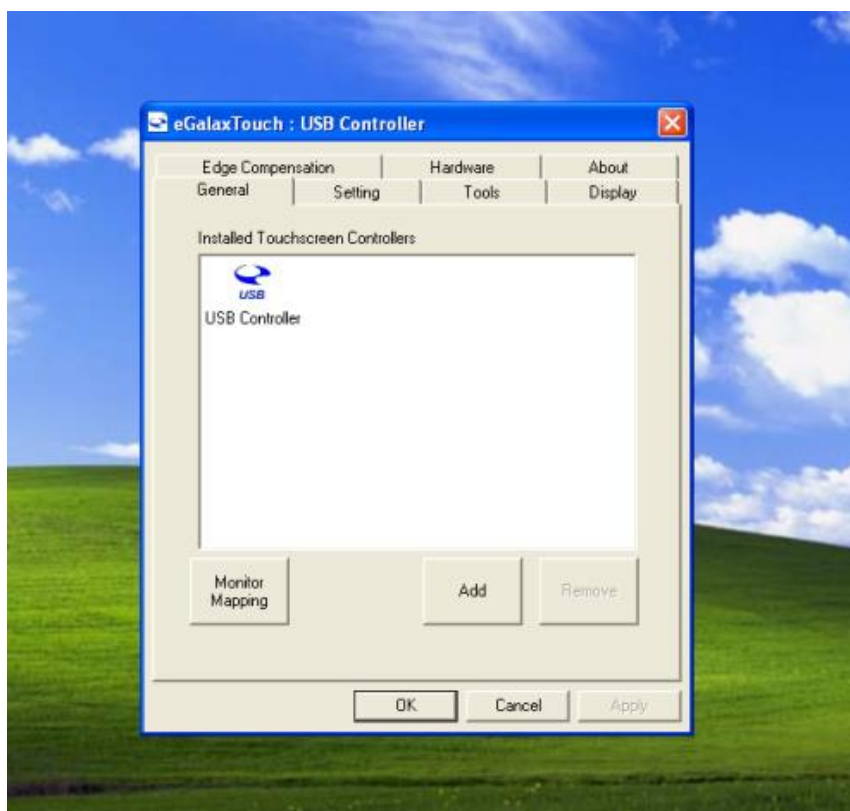 eGalaxTouch : USB Controller
Edge Compensation Hardware About
General Setting Tools Display
Installed Touchscreen Controllers
USB
USB Controller
Monitor
Mapping
Add
Remove
OK Cancel Apply